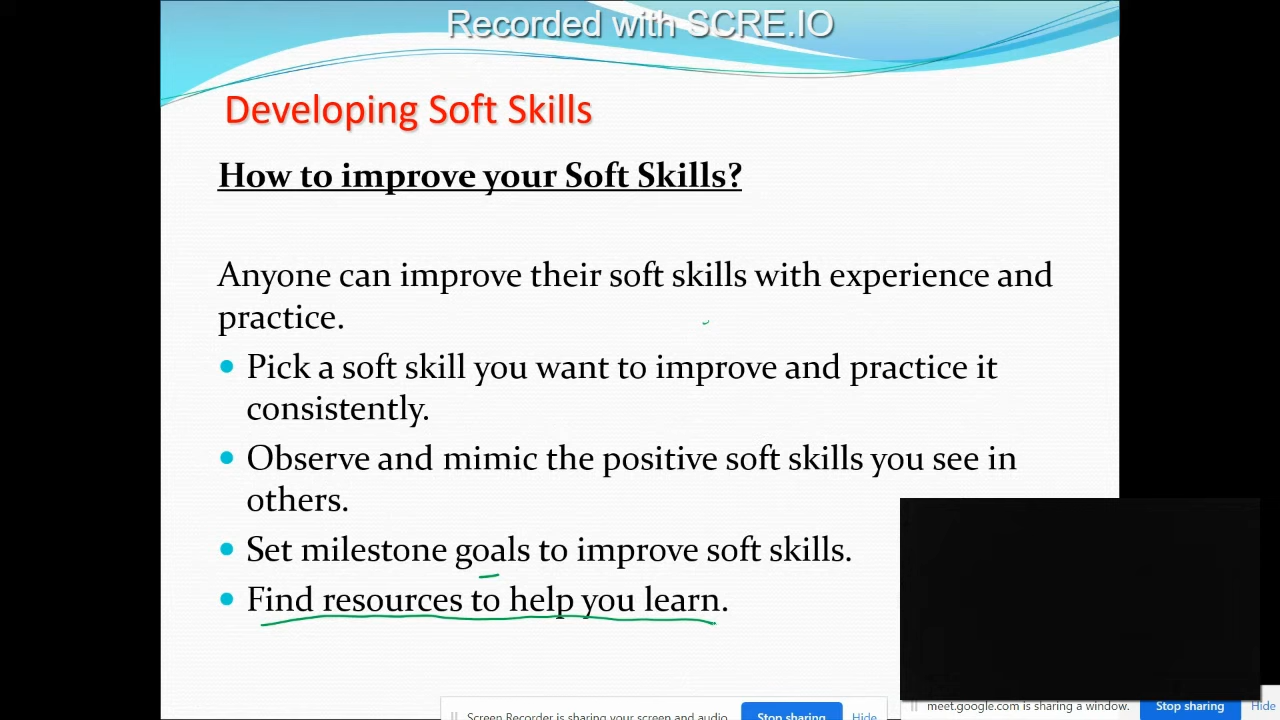 Recorded with SCRE.IO
Developing Soft Skills
How to improve your Soft Skills?
Anyone can improve their soft skills with experience and
practice.
Pick a soft skill you want to improve and practice it
consistently.
Observe and mimic the positive soft skills you see in
others.
Set milestone goals to improve soft skills.
Find resources to help you learn.
Screen Recorder is sharing your screen and audio. Stop sharing Hide
meet.google.com is sharing a window. Stop sharing Hide